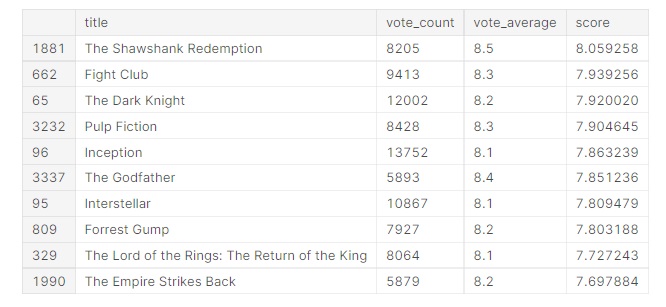 title vote_count vote_average score
1881 The Shawshank Redemption 8205 8.5 8.059258
662 Fight Club 9413 8.3 7.939256
65 The Dark Knight 12002 8.2 7.920020
3232 Pulp Fiction 8428 8.3 7.904645
96 Inception 13752 8.1 7.863239
3337 The Godfather 5893 8.4 7.851236
95 Interstellar 10867 8.1 7.809479
809 Forrest Gump 7927 8.2 7.803188
329 The Lord of the Rings: The Return of the King 8064 8.1 7.727243
1990 The Empire Strikes Back 5879 8.2 7.697884